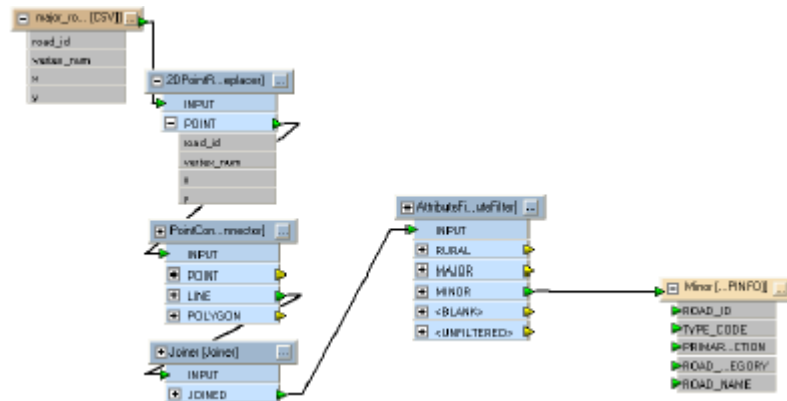 major_ro... [CSV]] ...
road_id
vertex_num
x
y
2DPointR...eplacer] ...
INPUT
POINT
road_id
vertex_num
x
y
PointCon...nnector] ...
INPUT
POINT
LINE
POLYGON
Joiner [Joiner] ...
INPUT
JOINED
AttributeFi...uteFilter] ...
INPUT
RURAL
MAJOR
MINOR
<BLANK>
<UNFILTERED>
Minor [...PINFO]] ...
ROAD_ID
TYPE_CODE
PRIMAR...CTION
ROAD_...EGORY
ROAD_NAME